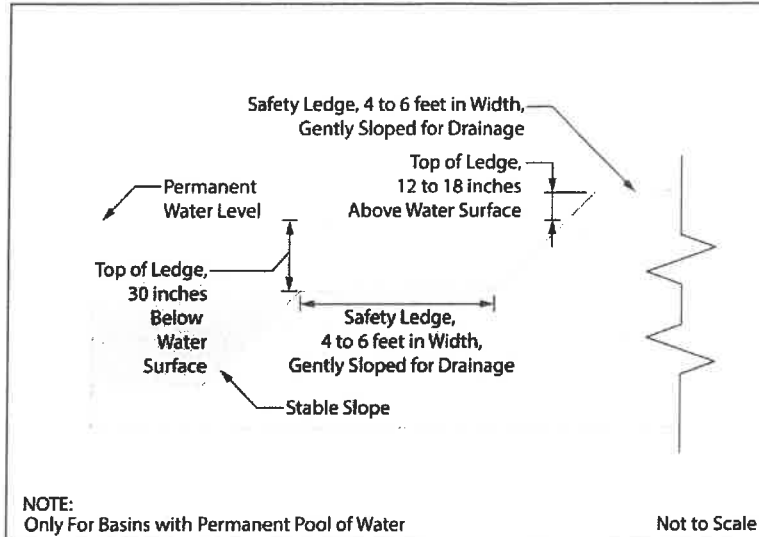 Safety Ledge, 4 to 6 feet in Width,
Gently Sloped for Drainage
Top of Ledge,
12 to 18 inches
Above Water Surface
Permanent
Water Level
Top of Ledge,
30 inches
Below
Water
Surface
Safety Ledge,
4 to 6 feet in Width,
Gently Sloped for Drainage
Stable Slope
NOTE:
Only For Basins with Permanent Pool of Water
Not to Scale